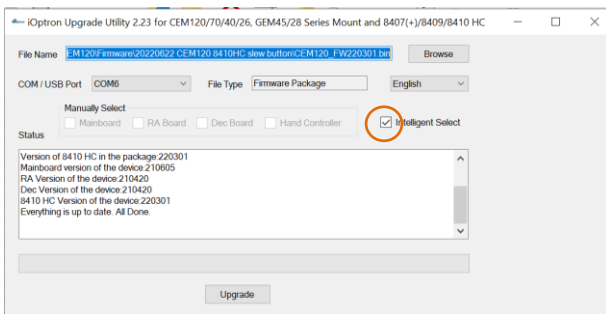 iOptron Upgrade Utility 2.23 for CEM120/70/40/26, GEM45/28 Series Mount and 8407(+)/8409/8410 HC
File Name EM120\Firmware\20220622 CEM120 8410HC slew button\CEM120_FW220301.bin Browse
COM / USB Port COM6 File Type Firmware Package English
Manually Select
Mainboard RA Board Dec Board Hand Controller Intelligent Select
Status
Version of 8410 HC in the package:220301
Mainboard version of the device:210605
RA Version of the device:210420
Dec Version of the device:210420
8410 HC Version of the device:220301
Everything is up to date. All Done.
Upgrade